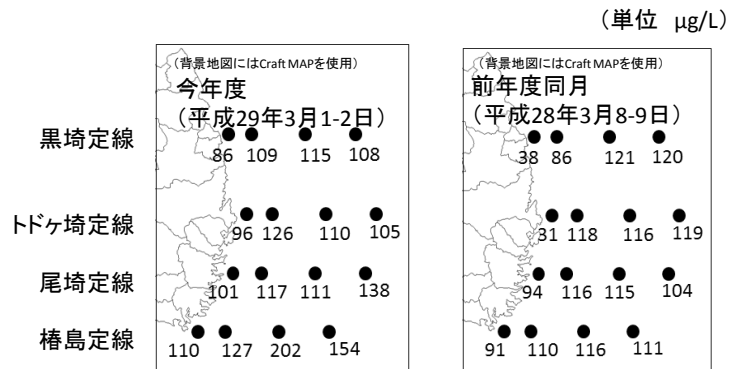 (単位 μg/L)
(背景地図にはCraft MAPを使用)
今年度
(平成29年3月1-2日)
(背景地図にはCraft MAPを使用)
前年度同月
(平成28年3月8-9日)
黒埼定線
86 109 115 108
38 86 121 120
トドヶ埼定線
96 126 110 105
31 118 116 119
尾埼定線
101 117 111 138
94 116 115 104
椿島定線
110 127 202 154
91 110 116 111